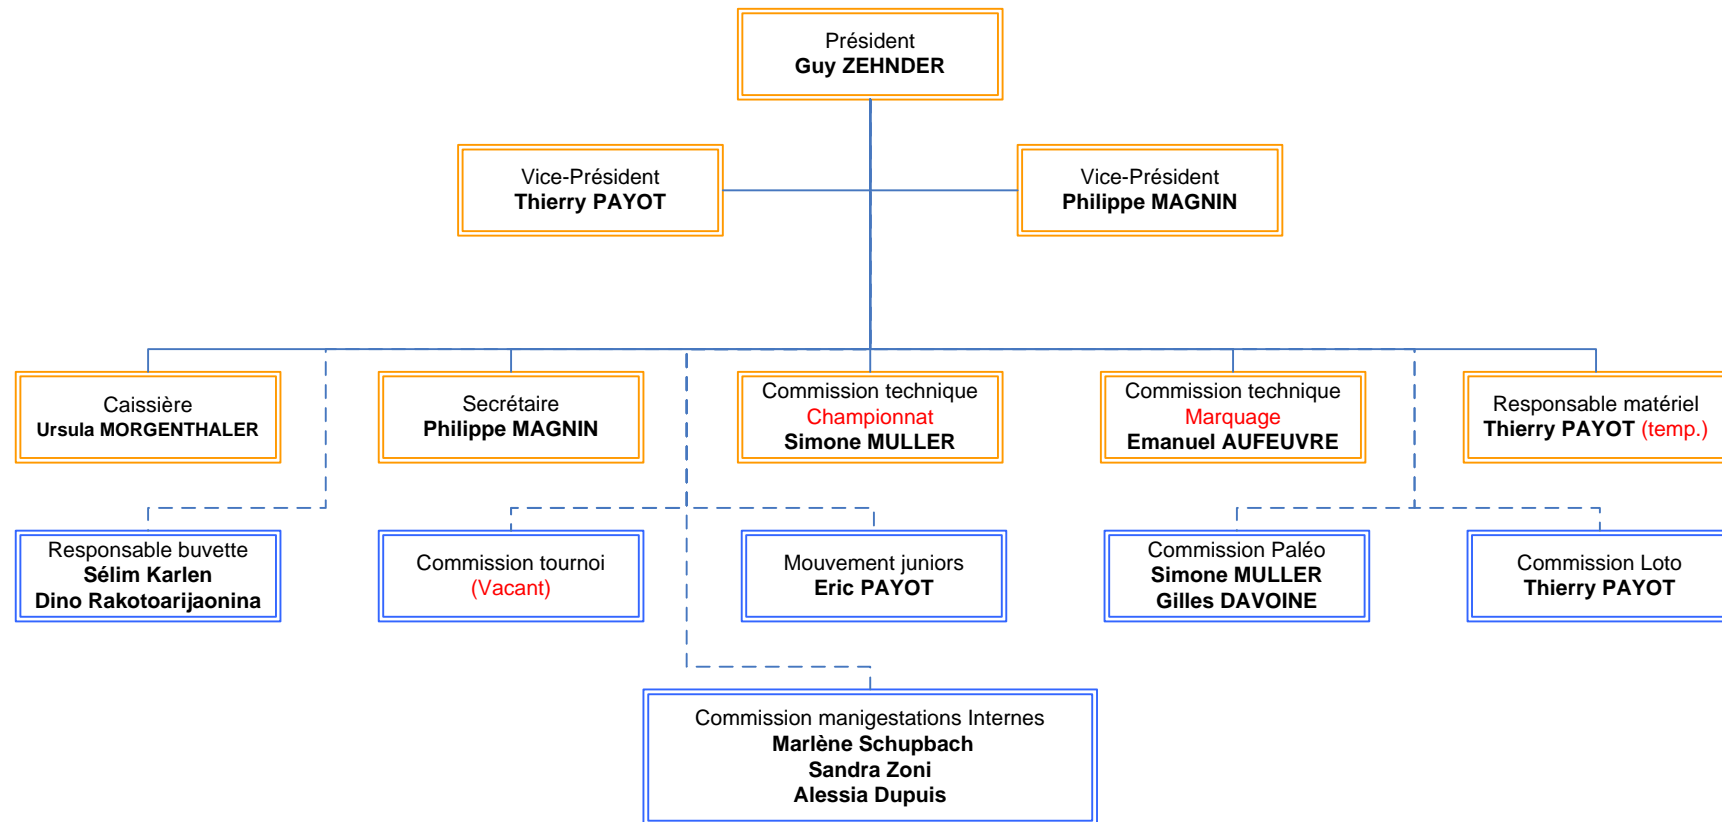 Président
Guy ZEHNDER
Vice-Président
Thierry PAYOT
Vice-Président
Philippe MAGNIN
Caissière
Ursula MORGENTHALER
Secrétaire
Philippe MAGNIN
Commission technique
Championnat
Simone MULLER
Commission technique
Marquage
Emanuel AUFEUVRE
Responsable matériel
Thierry PAYOT (temp.)
Responsable buvette
Sélim Karlen
Dino Rakotoarijaonina
Commission tournoi
(Vacant)
Mouvement juniors
Eric PAYOT
Commission Paléo
Simone MULLER
Gilles DAVOINE
Commission Loto
Thierry PAYOT
Commission manigestations Internes
Marlène Schupbach
Sandra Zoni
Alessia Dupuis